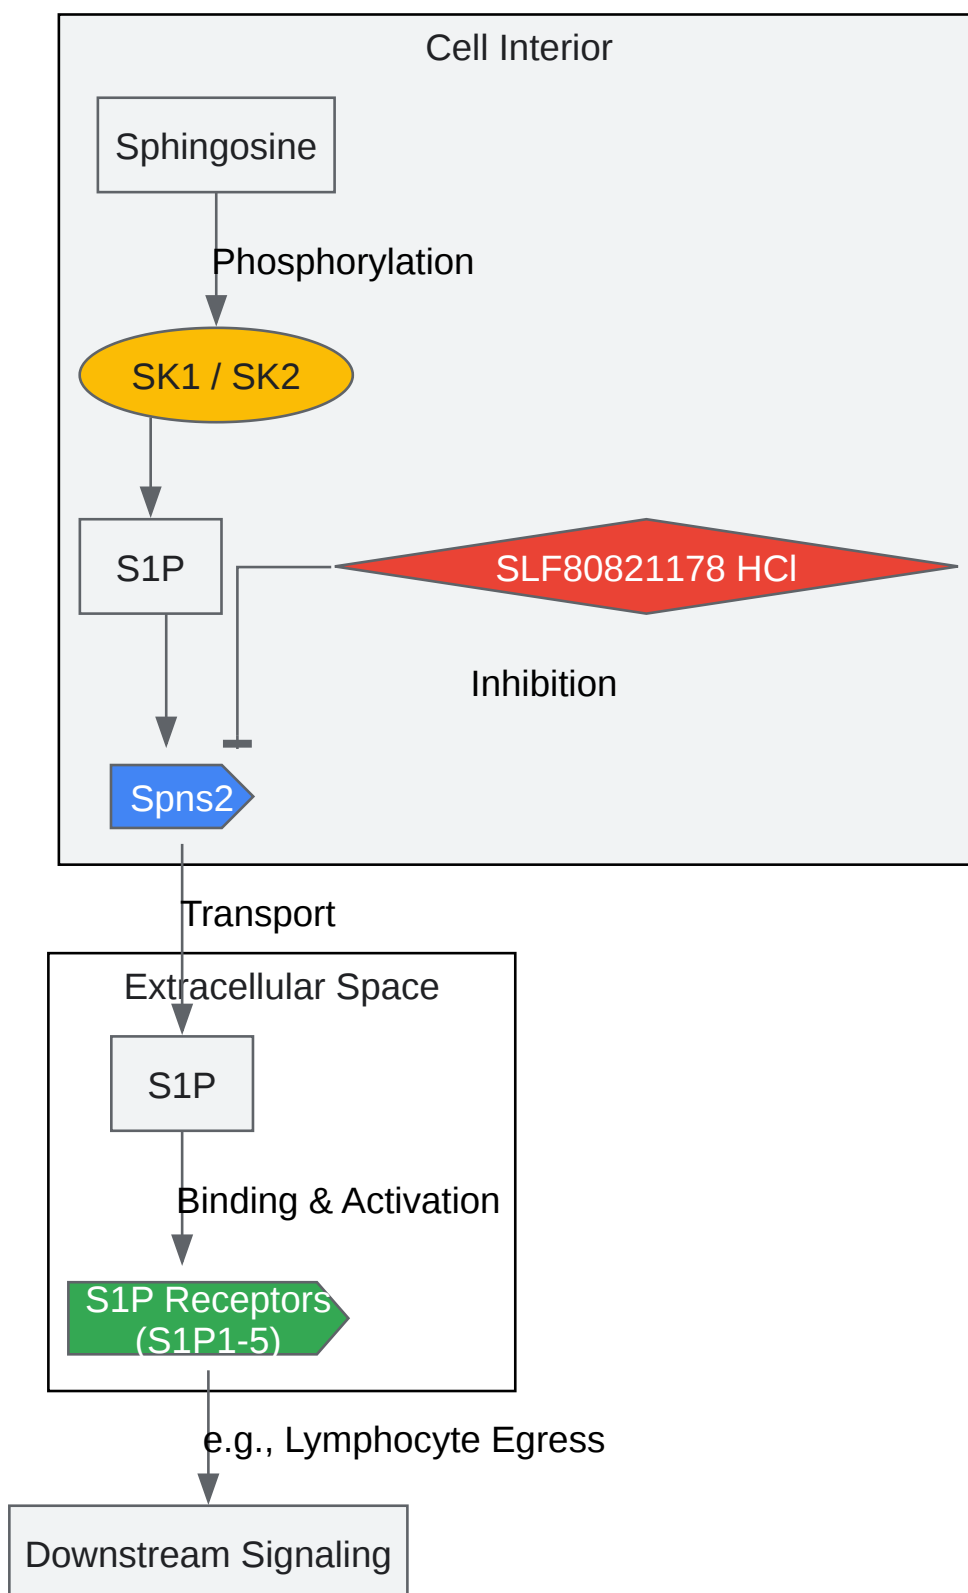 Cell Interior
Sphingosine
Phosphorylation
SK1 / SK2
S1P
SLF80821178 HCl
Inhibition
Spns2
Transport
Extracellular Space
S1P
Binding & Activation
S1P Receptors
(S1P1-5)
e.g., Lymphocyte Egress
Downstream Signaling